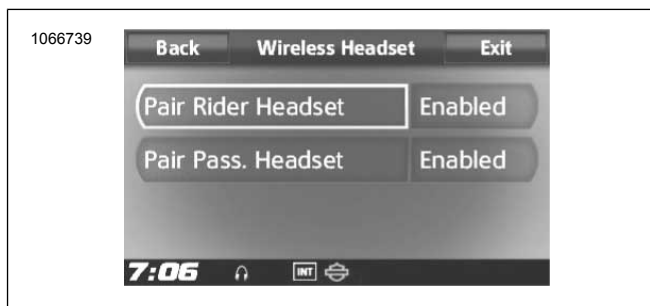 1066739
Back Wireless Headset Exit
Pair Rider Headset Enabled
Pair Pass. Headset Enabled
7:06 INT